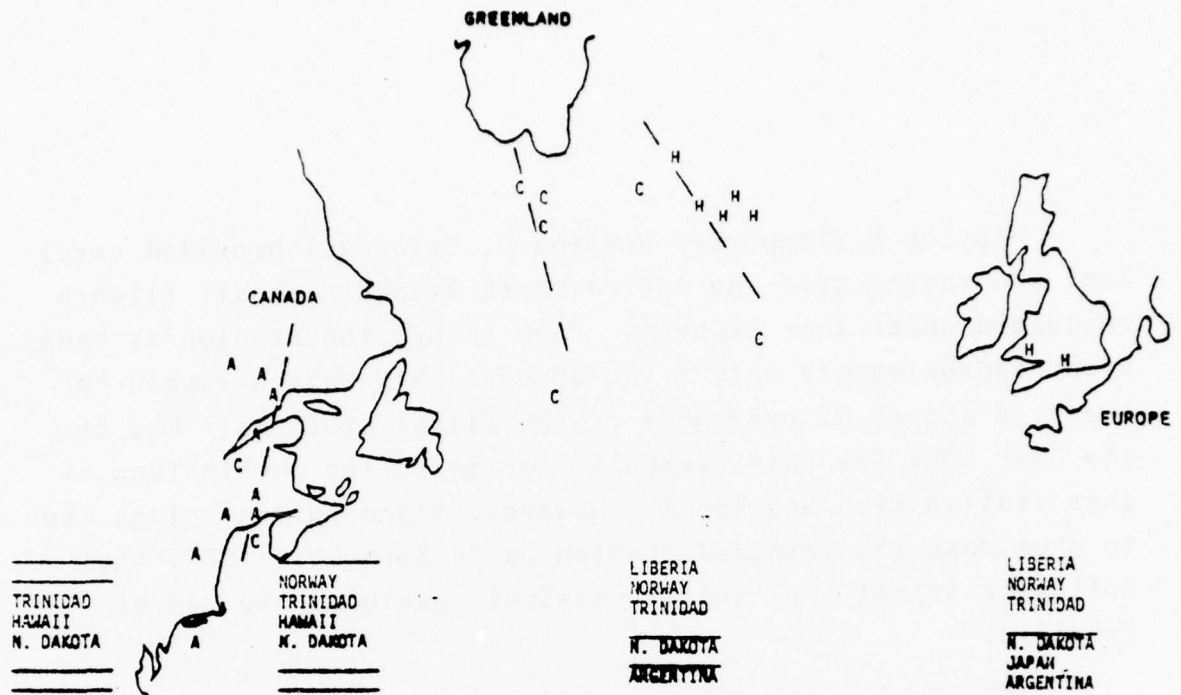 GREENLAND
H
C C H
C H H H H
CANADA
C
A A
A
C
A
H H
EUROPE
C
A
A A
C
A
TRINIDAD
HAWAII
N. DAKOTA
A
NORWAY
TRINIDAD
HAWAII
N. DAKOTA
LIBERIA
NORWAY
TRINIDAD
N. DAKOTA
ARGENTINA
LIBERIA
NORWAY
TRINIDAD
N. DAKOTA
JAPAN
ARGENTINA